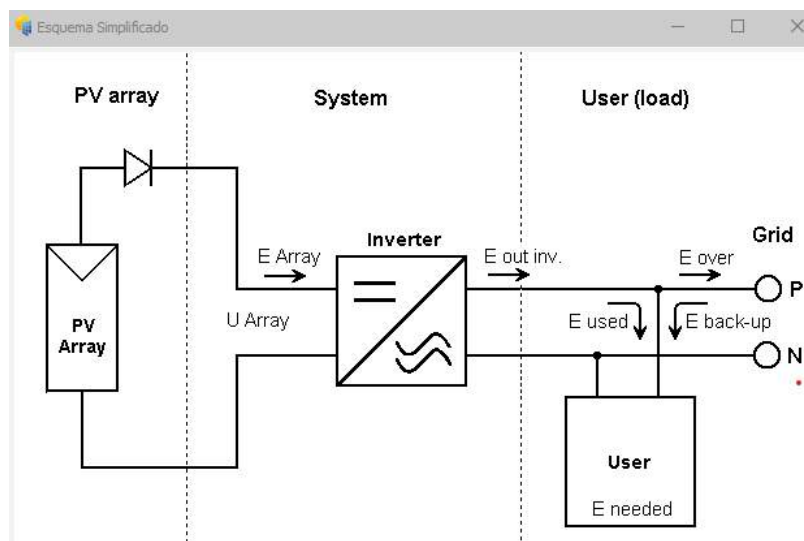 Esquema Simplificado
PV array
System
User (load)
Grid
Inverter
E Array
E out inv.
E over
P
U Array
E used
E back-up
PV
Array
N
User
E needed